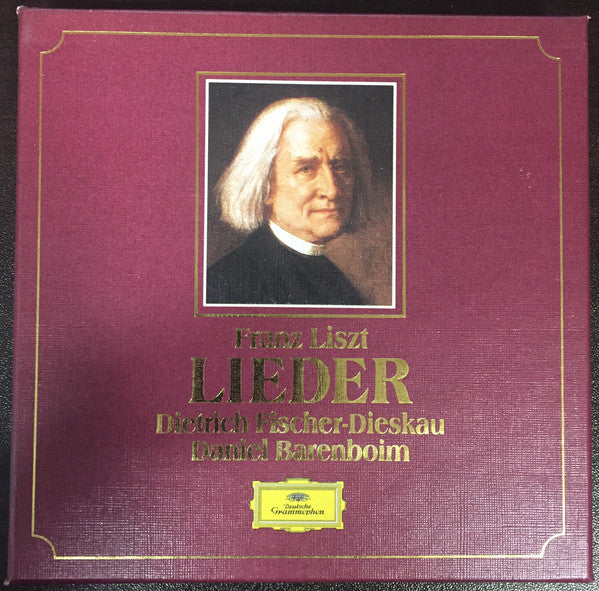 Franz Liszt
LIEDER
Dietrich Fischer-Dieskau
Daniel Barenboim
Deutsche
Grammophon